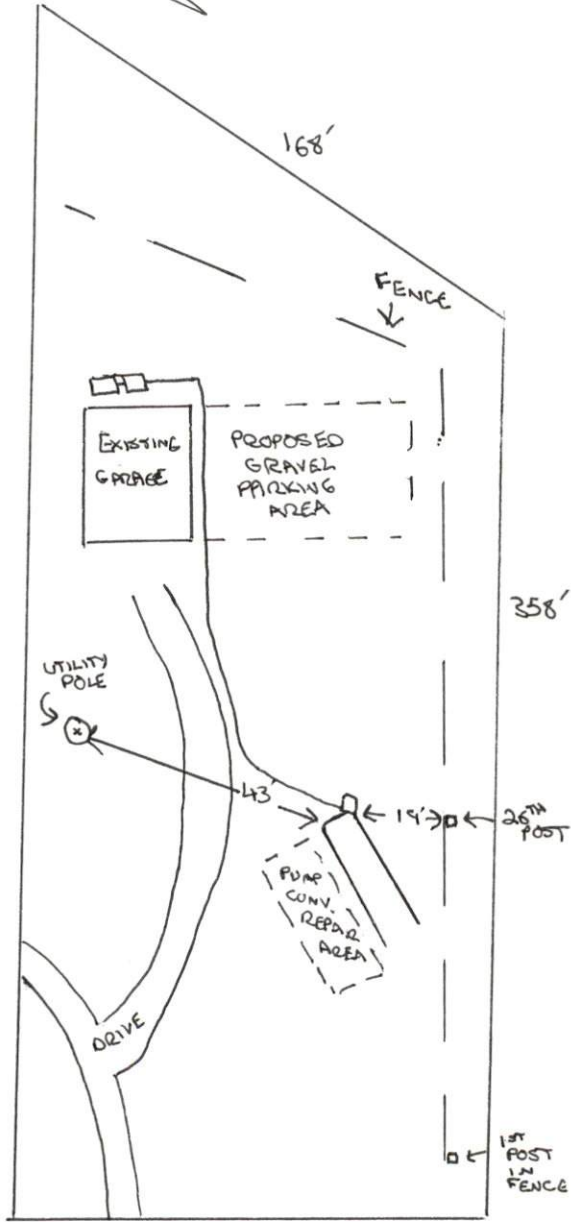 168'
FENCE
EXISTING
GARAGE
PROPOSED
GRAVEL
PARKING
AREA
358'
UTILITY
POLE
x
43'
19'
26TH
POST
PUMP
CONV.
REPAIR
AREA
DRIVE
1ST
POST
IN
FENCE